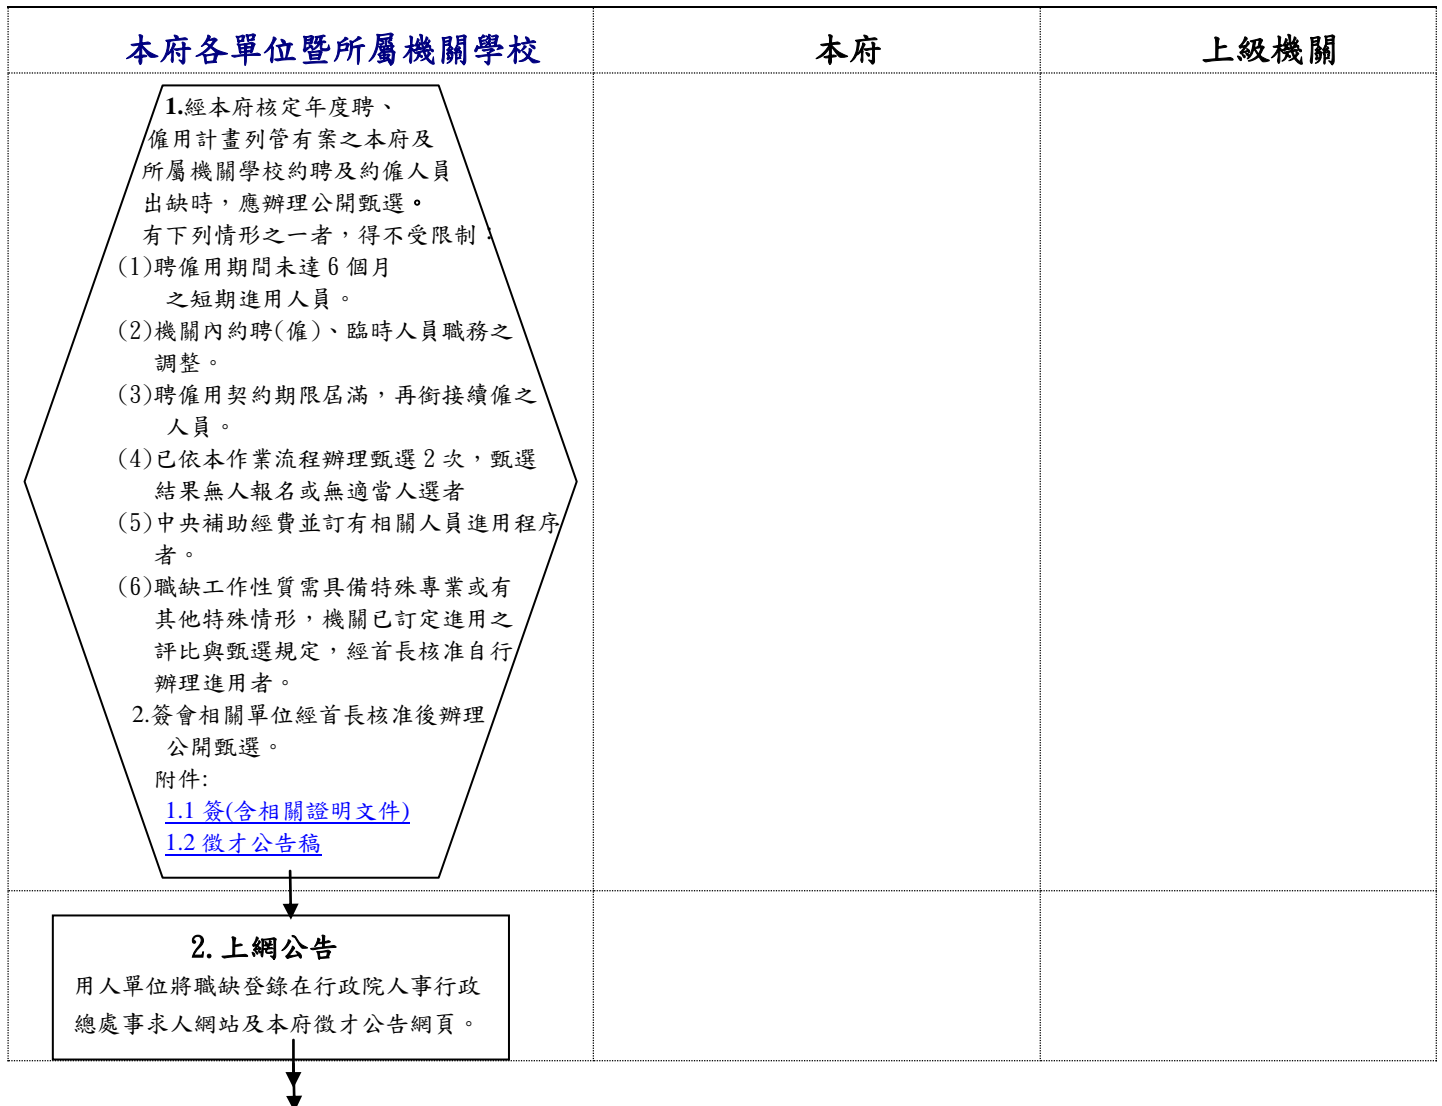 本府各單位暨所屬機關學校
本府
上級機關
1.經本府核定年度聘、
僱用計畫列管有案之本府及
所屬機關學校約聘及約僱人員
出缺時，應辦理公開甄選。
有下列情形之一者，得不受限制：
(1)聘僱用期間未達6個月
之短期進用人員。
(2)機關內約聘(僱)、臨時人員職務之
調整。
(3)聘僱用契約期限屆滿，再銜接續僱之
人員。
(4)已依本作業流程辦理甄選2次，甄選
結果無人報名或無適當人選者
(5)中央補助經費並訂有相關人員進用程序
者。
(6)職缺工作性質需具備特殊專業或有
其他特殊情形，機關已訂定進用之
評比與甄選規定，經首長核准自行
辦理進用者。
2.簽會相關單位經首長核准後辦理
公開甄選。
附件:
1.1 簽(含相關證明文件)
1.2 徵才公告稿
2.上網公告
用人單位將職缺登錄在行政院人事行政
總處事求人網站及本府徵才公告網頁。